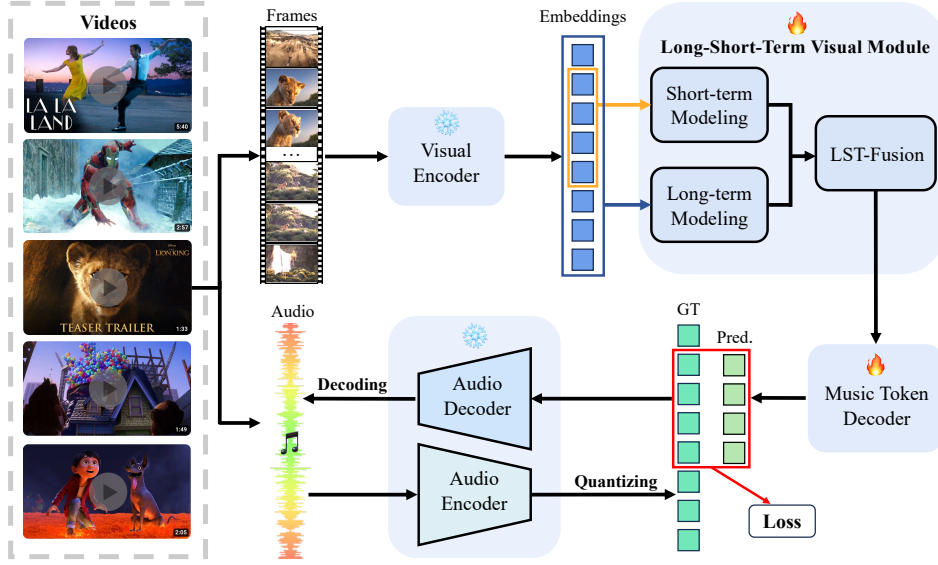 Videos
LA LA
LAND
5:40
2:57
Disney
THE
LION KING
TEASER TRAILER
1:33
1:49
2:05
Frames
...
Visual
Encoder
Embeddings
Long-Short-Term Visual Module
Short-term
Modeling
Long-term
Modeling
LST-Fusion
Audio
Decoding
Audio
Decoder
Audio
Encoder
Quantizing
GT
Pred.
Music Token
Decoder
Loss